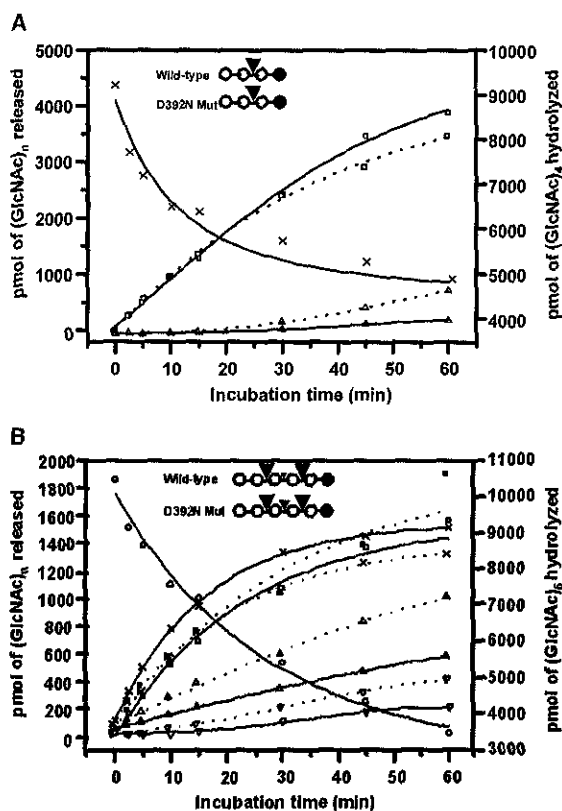 A
5000
4000
3000
2000
1000
0
10000
9000
8000
7000
6000
5000
4000
pmol of (GlcNAc)n released
pmol of (GlcNAc)4 hydrolyzed
Wild-type
D392N Mut
0 10 20 30 40 50 60
Incubation time (min)
B
2000
1800
1600
1400
1200
1000
800
600
400
200
0
11000
10000
9000
8000
7000
6000
5000
4000
3000
pmol of (GlcNAc)n released
pmol of (GlcNAc)6 hydrolyzed
Wild-type
D392N Mut
0 10 20 30 40 50 60
Incubation time (min)